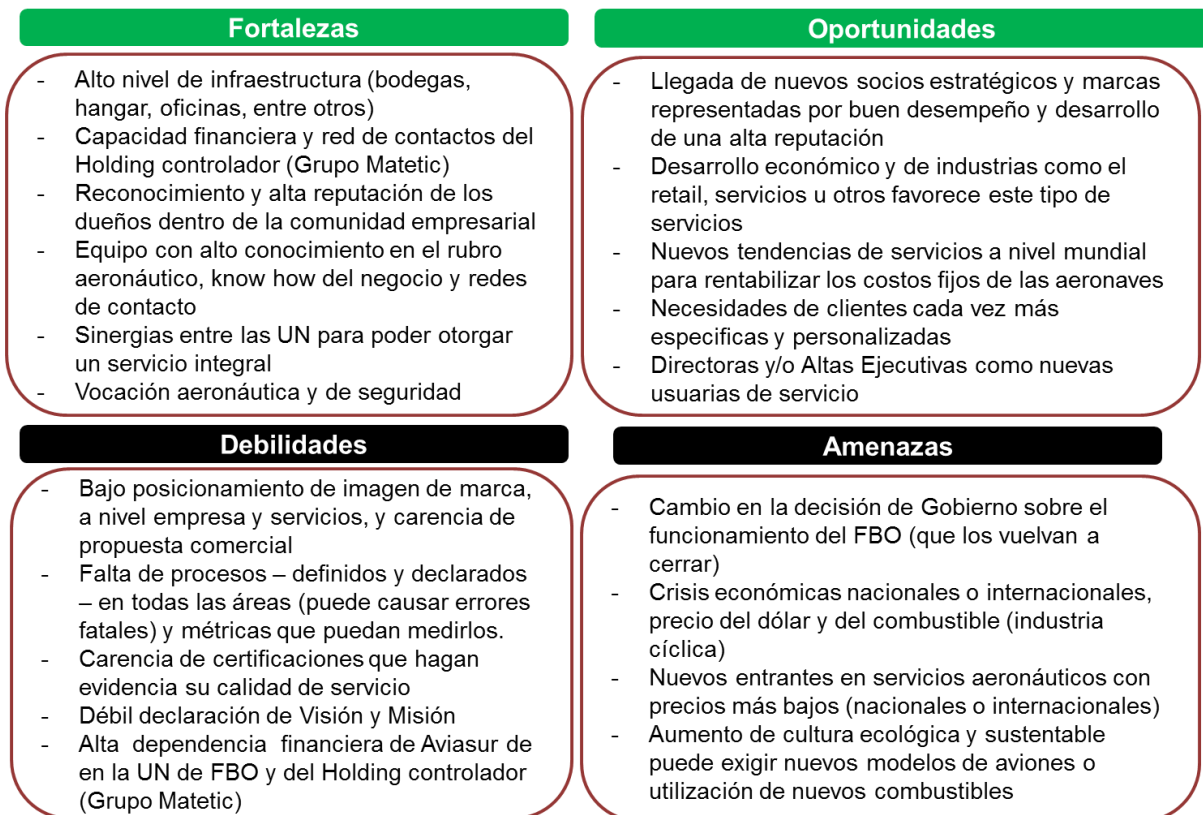 Fortalezas
- Alto nivel de infraestructura (bodegas,
hangar, oficinas, entre otros)
- Capacidad financiera y red de contactos del
Holding controlador (Grupo Matetic)
- Reconocimiento y alta reputación de los
dueños dentro de la comunidad empresarial
- Equipo con alto conocimiento en el rubro
aeronáutico, know how del negocio y redes
de contacto
- Sinergias entre las UN para poder otorgar
un servicio integral
- Vocación aeronáutica y de seguridad
Oportunidades
- Llegada de nuevos socios estratégicos y marcas
representadas por buen desempeño y desarrollo
de una alta reputación
- Desarrollo económico y de industrias como el
retail, servicios u otros favorece este tipo de
servicios
- Nuevos tendencias de servicios a nivel mundial
para rentabilizar los costos fijos de las aeronaves
- Necesidades de clientes cada vez más
especificas y personalizadas
- Directoras y/o Altas Ejecutivas como nuevas
usuarias de servicio
Debilidades
- Bajo posicionamiento de imagen de marca,
a nivel empresa y servicios, y carencia de
propuesta comercial
- Falta de procesos – definidos y declarados
– en todas las áreas (puede causar errores
fatales) y métricas que puedan medirlos.
- Carencia de certificaciones que hagan
evidencia su calidad de servicio
- Débil declaración de Visión y Misión
- Alta dependencia financiera de Aviasur de
en la UN de FBO y del Holding controlador
(Grupo Matetic)
Amenazas
- Cambio en la decisión de Gobierno sobre el
funcionamiento del FBO (que los vuelvan a
cerrar)
- Crisis económicas nacionales o internacionales,
precio del dólar y del combustible (industria
cíclica)
- Nuevos entrantes en servicios aeronáuticos con
precios más bajos (nacionales o internacionales)
- Aumento de cultura ecológica y sustentable
puede exigir nuevos modelos de aviones o
utilización de nuevos combustibles